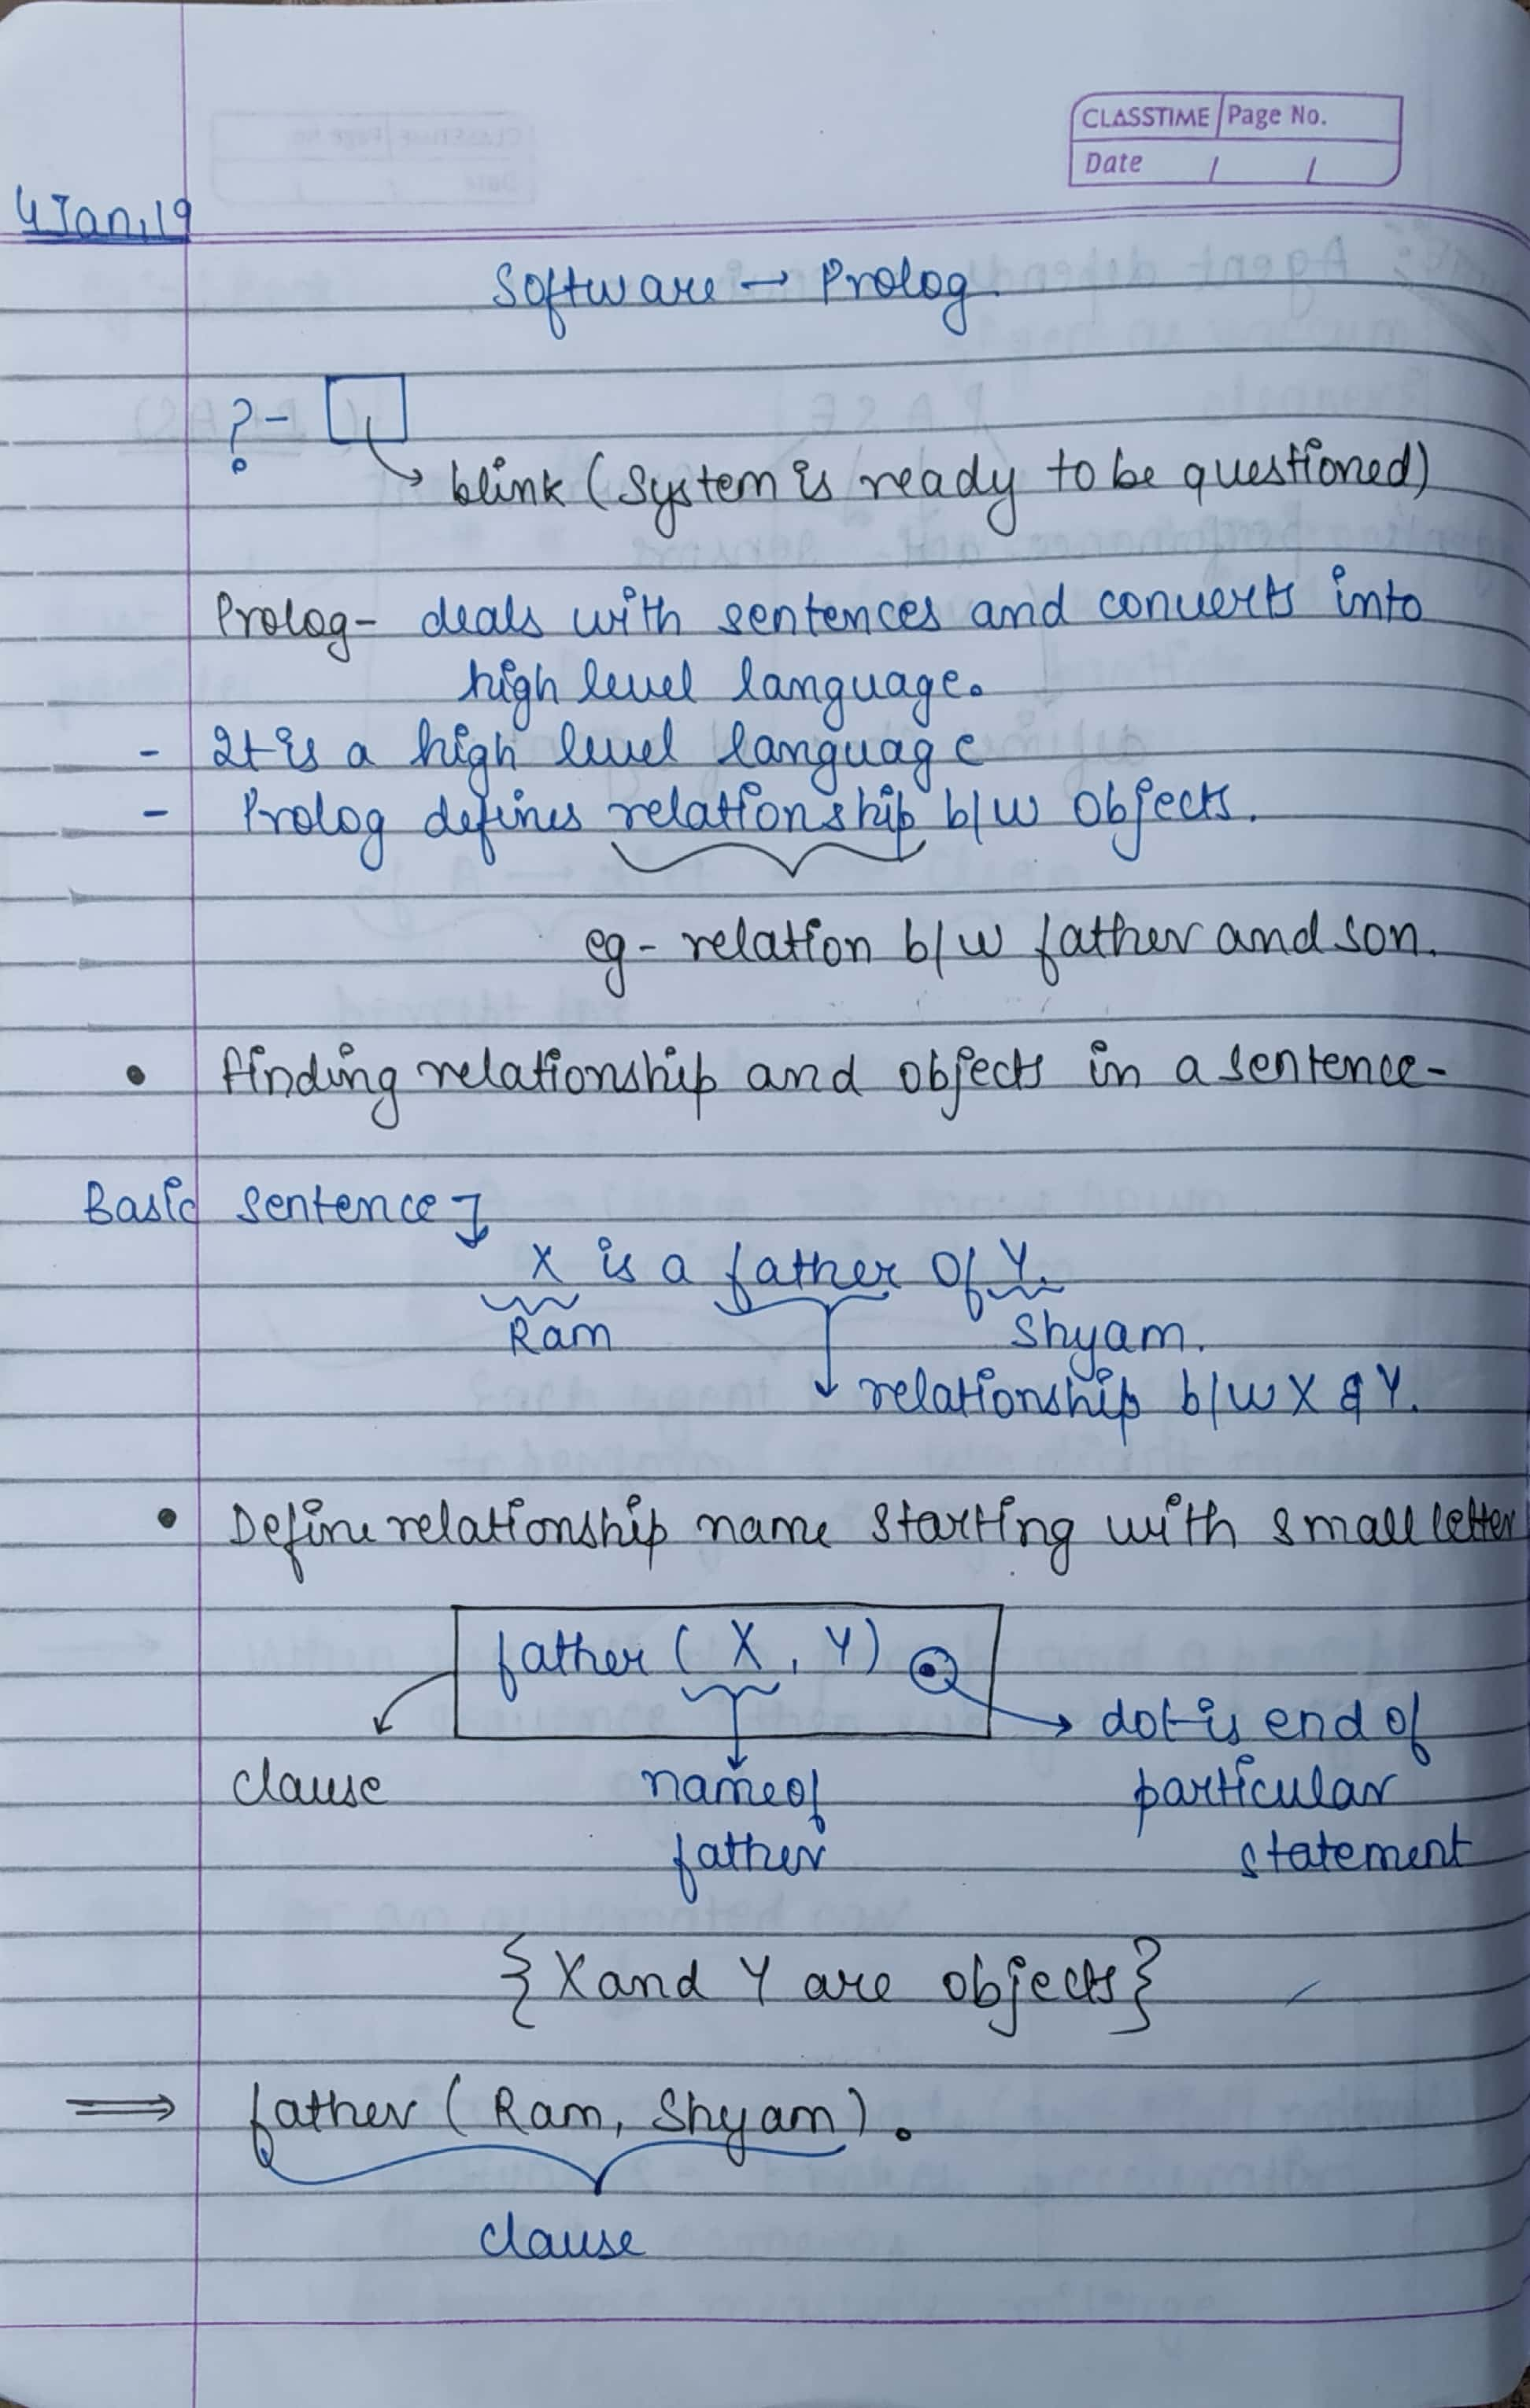 CLASSTIME Page No.
Date / /
4 Jan, 19
Software → Prolog
?-
blink (System is ready to be questioned)
Prolog - deals with sentences and converts into
high level language.
- It is a high level language
- Prolog defines relationship b/w objects.
eg - relation b/w father and son.
• Finding relationship and objects in a sentence-
Basic sentence
X is a father of Y.
Ram Shyam.
relationship b/w X & Y.
• Define relationship name starting with small letter
father ( X , Y ) .
→ dot is end of
clause name of particular
father statement
{ X and Y are objects }
⇒ father ( Ram, Shyam ) .
clause